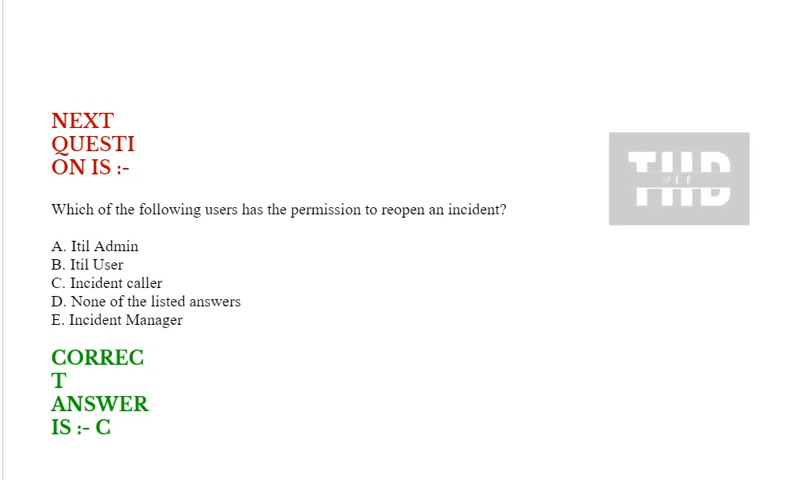 NEXT
QUESTI
ON IS :-
THD
Which of the following users has the permission to reopen an incident?
A. Itil Admin
B. Itil User
C. Incident caller
D. None of the listed answers
E. Incident Manager
CORREC
T
ANSWER
IS :- C